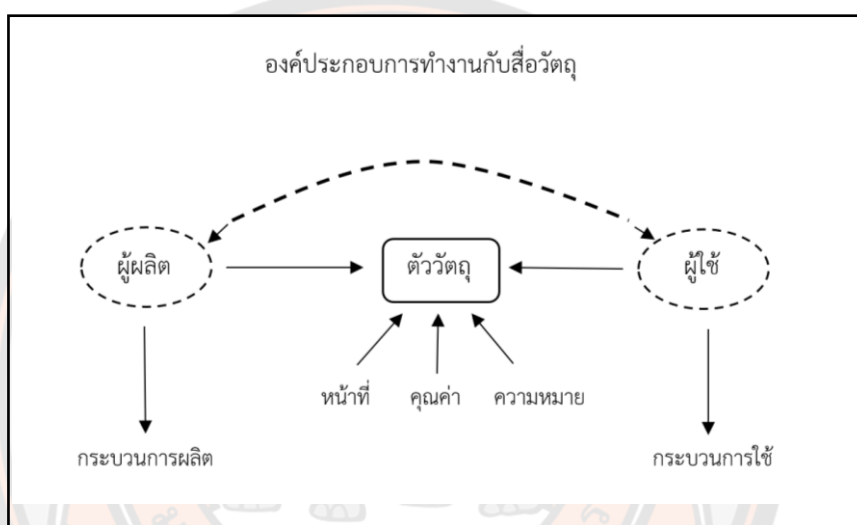 องค์ประกอบการทำงานกับสื่อวัตถุ
ผู้ผลิต ตัววัตถุ ผู้ใช้
หน้าที่ คุณค่า ความหมาย
กระบวนการผลิต กระบวนการใช้